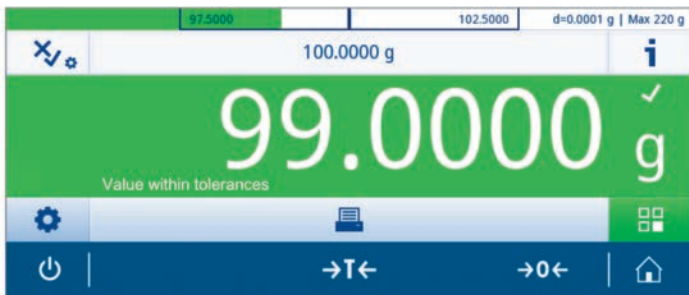 97.5000 102.5000 d=0.0001 g | Max 220 g
100.0000 g i
99.0000 g
Value within tolerances
→T← →0←